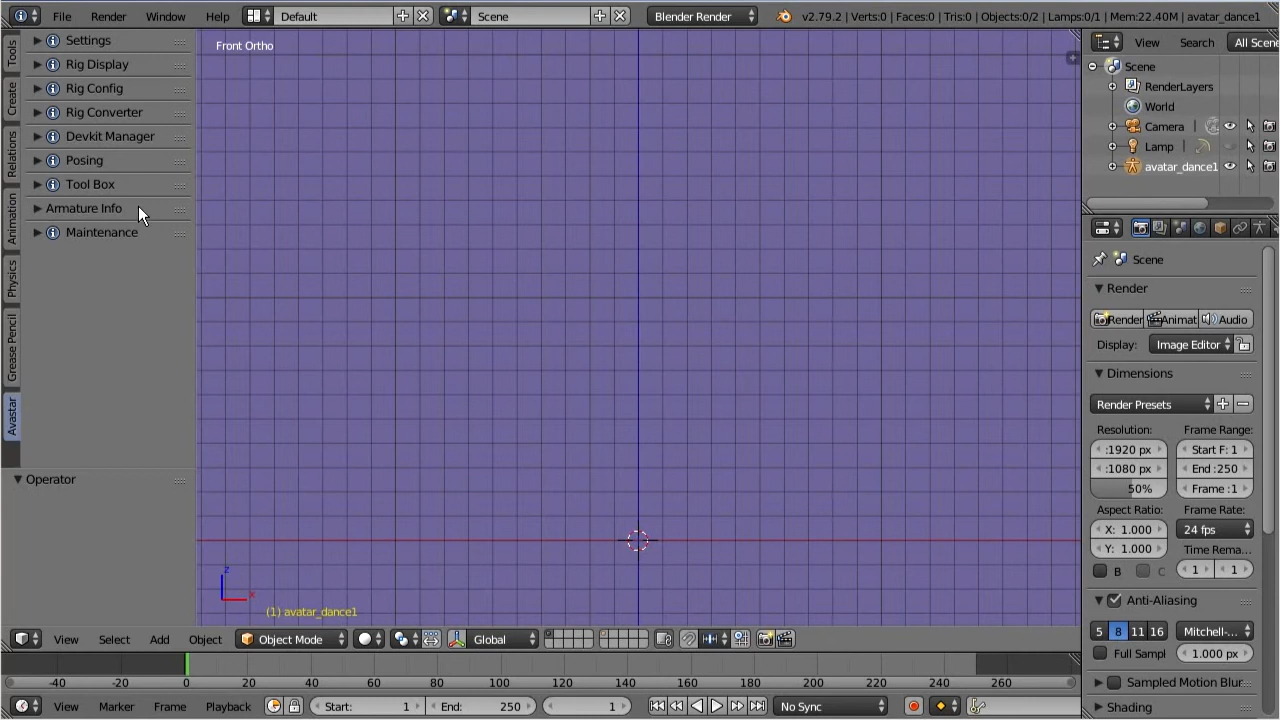 File Render Window Help Default Scene Blender Render v2.79.2 | Verts:0 | Faces:0 | Tris:0 | Objects:0/2 | Lamps:0/1 | Mem:22.40M | avatar_dance1
Tools
Create
Relations
Animation
Physics
Grease Pencil
Avastar
Settings
Rig Display
Rig Config
Rig Converter
Devkit Manager
Posing
Tool Box
Armature Info
Maintenance
Operator
Front Ortho
z
x
(1) avatar_dance1
View Select Add Object Object Mode Global
-40 -20 0 20 40 60 80 100 120 140 160 180 200 220 240 260
View Marker Frame Playback Start: 1 End: 250 1 No Sync
View Search All Scene
Scene
RenderLayers
World
Camera
Lamp
avatar_dance1
Scene
Render
Render Animat Audio
Display: Image Editor
Dimensions
Render Presets
Resolution: Frame Range:
:1920 px Start F: 1
:1080 px End :250
50% Frame :1
Aspect Ratio: Frame Rate:
X: 1.000 24 fps
Y: 1.000 Time Rema...
B C 1 1
Anti-Aliasing
5 8 11 16 Mitchell-...
Full Sampl 1.000 px
Sampled Motion Blur
Shading